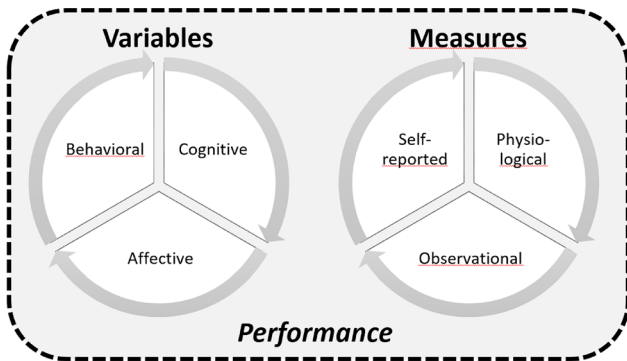 Variables
Measures
Behavioral
Cognitive
Affective
Self-
reported
Physio-
logical
Observational
Performance